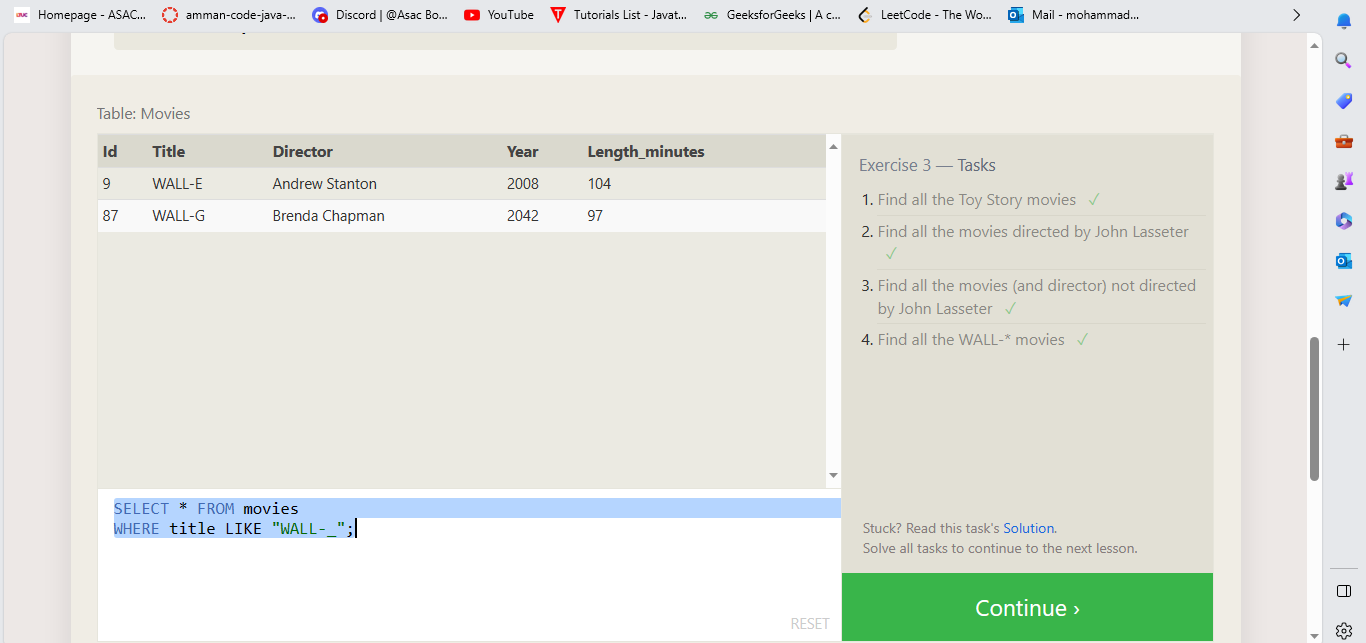 Homepage - ASAC... amman-code-java-... Discord | @Asac Bo... YouTube Tutorials List - Javat... GeeksforGeeks | A c... LeetCode - The Wo... Mail - mohammad...
Table: Movies
Id Title Director Year Length_minutes
9 WALL-E Andrew Stanton 2008 104
87 WALL-G Brenda Chapman 2042 97
SELECT * FROM movies
WHERE title LIKE "WALL-_";
RESET
Exercise 3 — Tasks
1. Find all the Toy Story movies ✓
2. Find all the movies directed by John Lasseter
✓
3. Find all the movies (and director) not directed
by John Lasseter ✓
4. Find all the WALL-* movies ✓
Stuck? Read this task's Solution.
Solve all tasks to continue to the next lesson.
Continue ›